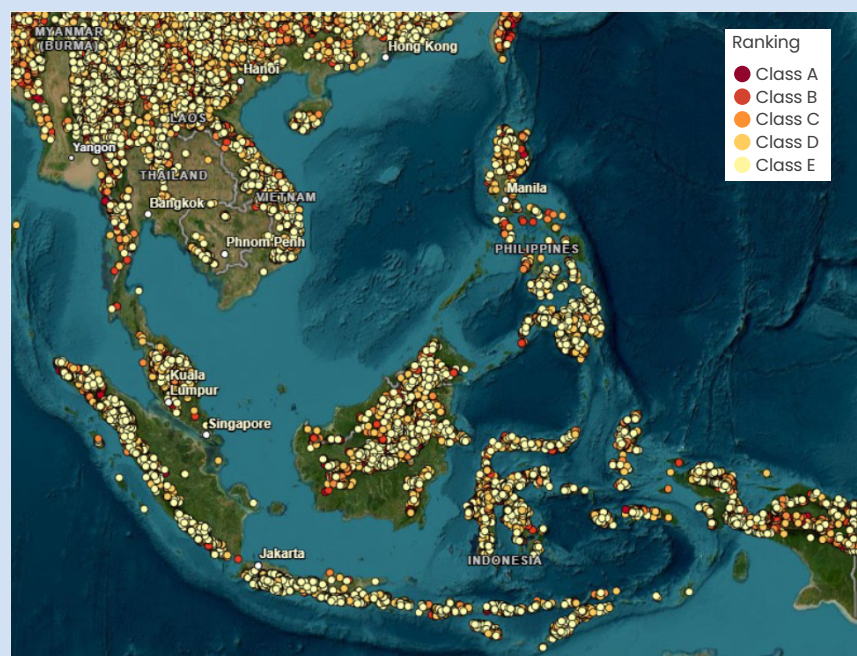 MYANMAR
(BURMA)
Hanoi
Hong Kong
LAOS
Yangon
THAILAND
VIETNAM
Bangkok
Phnom Penh
Manila
PHILIPPINES
Kuala
Lumpur
Singapore
Jakarta
INDONESIA
Ranking
Class A
Class B
Class C
Class D
Class E